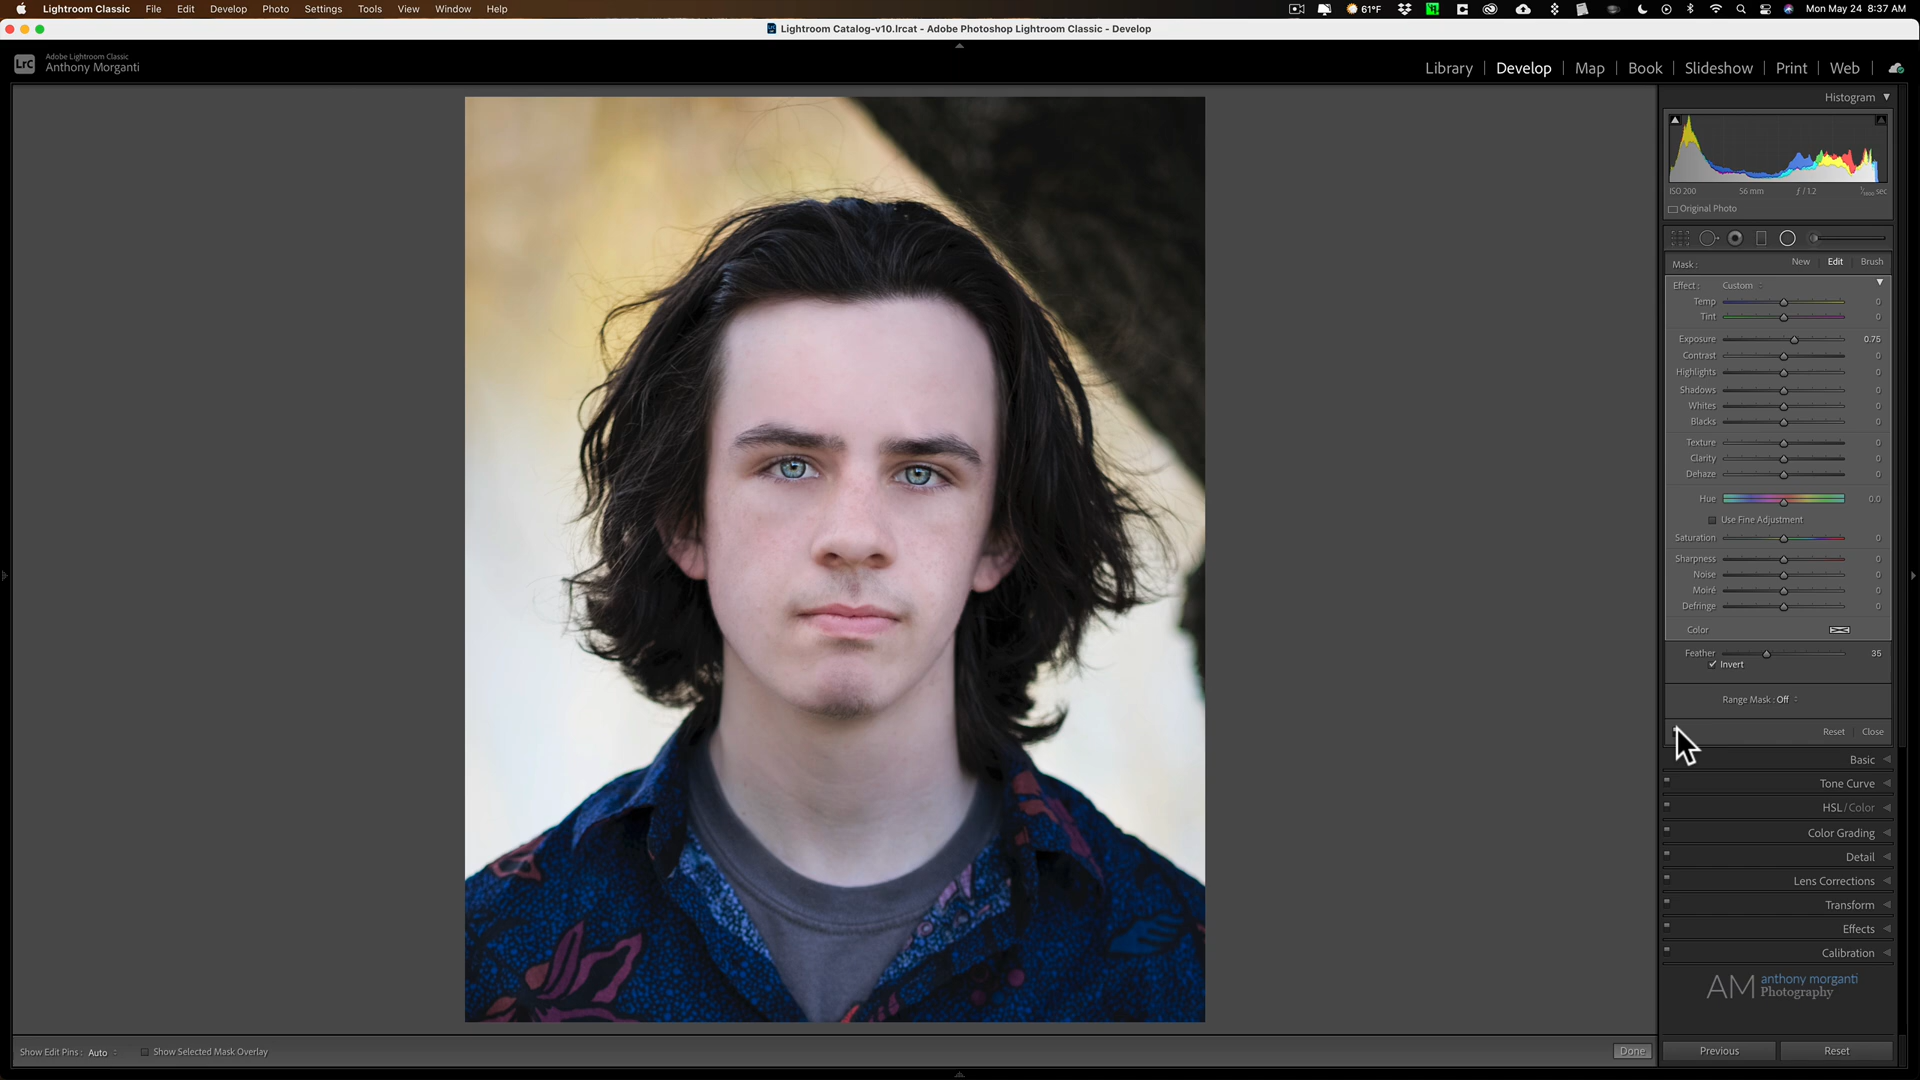 Lightroom Classic File Edit Develop Photo Settings Tools View Window Help 61°F Mon May 24 8:37 AM
Lightroom Catalog-v10.lrcat - Adobe Photoshop Lightroom Classic - Develop
LrC Adobe Lightroom Classic
Anthony Morganti
Library | Develop | Map | Book | Slideshow | Print | Web |
Histogram
ISO 200 56 mm ƒ / 1.2
Original Photo
Mask : New Edit Brush
Effect : Custom
Temp 0
Tint 0
Exposure 0.75
Contrast 0
Highlights 0
Shadows 0
Whites 0
Blacks 0
Texture 0
Clarity 0
Dehaze 0
Hue 0.0
Use Fine Adjustment
Saturation 0
Sharpness 0
Noise 0
Moiré 0
Defringe 0
Color
Feather 35
Invert
Range Mask : Off
Reset Close
Basic
Tone Curve
HSL / Color
Color Grading
Detail
Lens Corrections
Transform
Effects
Calibration
AM anthony morganti
Photography
Show Edit Pins : Auto Show Selected Mask Overlay Done
Previous Reset